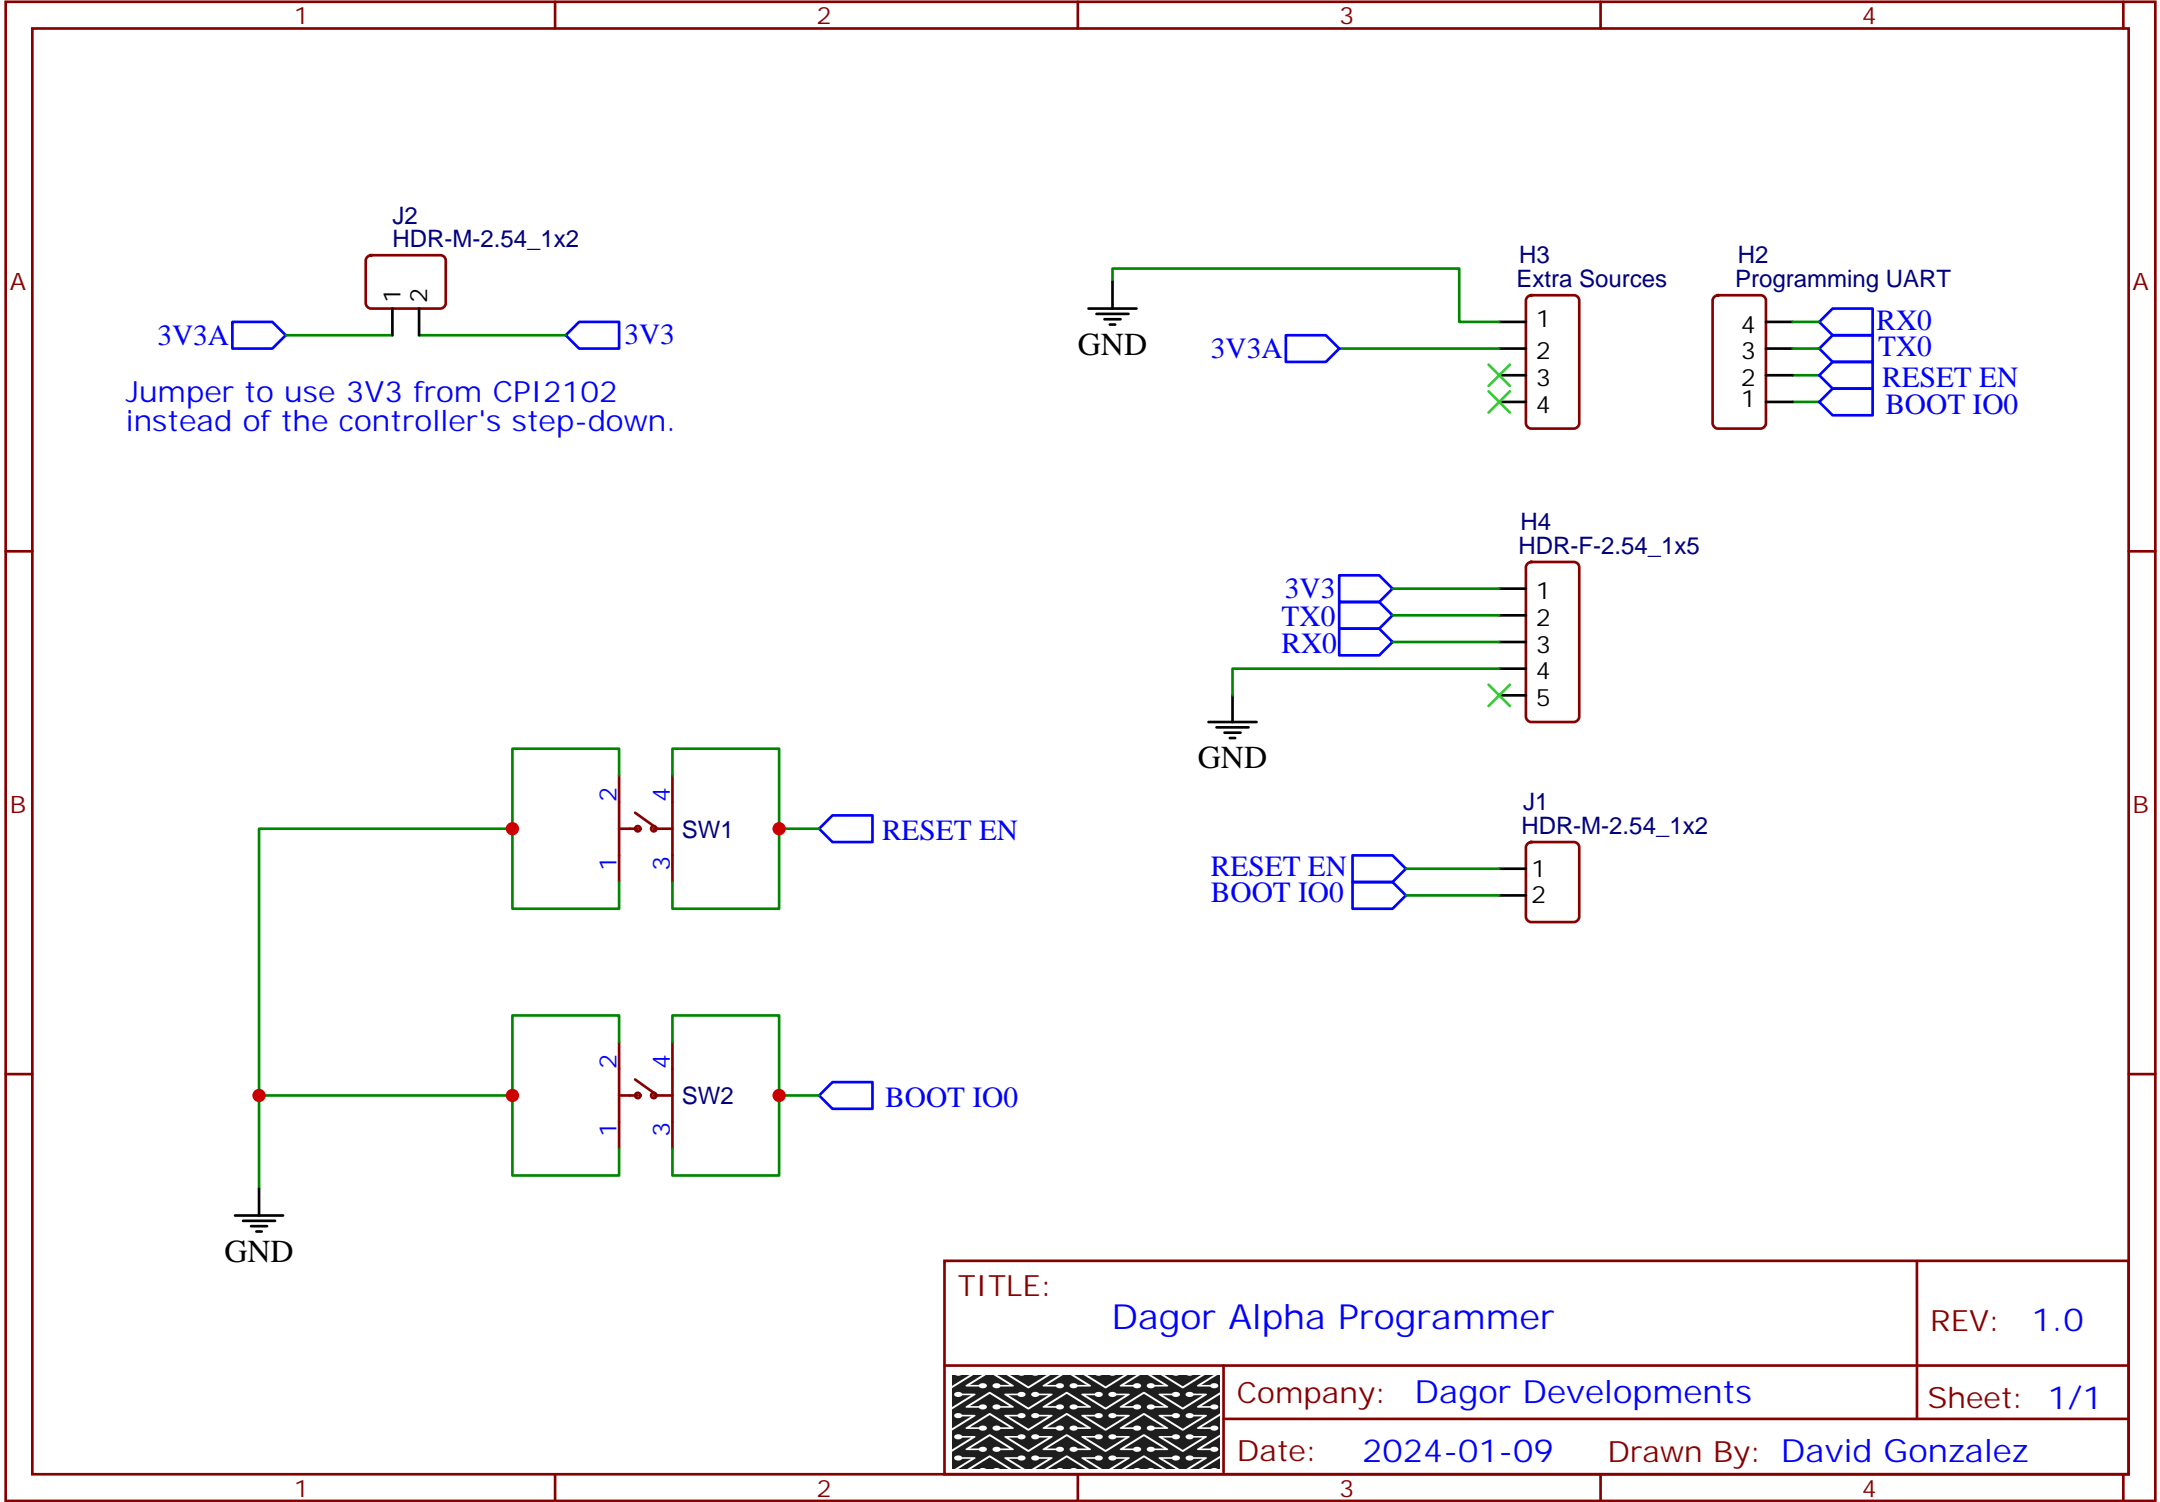 1 2 3 4
A A
B B
J2
HDR-M-2.54_1x2
1 2
3V3A 3V3
Jumper to use 3V3 from CPI2102
instead of the controller's step-down.
H3
Extra Sources
GND
3V3A
1
2
3
4
H2
Programming UART
4 RX0
3 TX0
2 RESET EN
1 BOOT IO0
H4
HDR-F-2.54_1x5
3V3 1
TX0 2
RX0 3
4
5
GND
J1
HDR-M-2.54_1x2
RESET EN 1
BOOT IO0 2
2 4
SW1 RESET EN
1 3
2 4
SW2 BOOT IO0
1 3
GND
TITLE:
Dagor Alpha Programmer
REV: 1.0
Company: Dagor Developments
Sheet: 1/1
Date: 2024-01-09 Drawn By: David Gonzalez
1 2 3 4